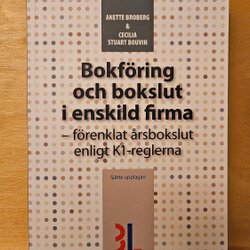 ANETTE BROBERG
&
CECILIA
STUART BOUVIN
Bokföring
och bokslut
i enskild firma
– förenklat årsbokslut
enligt K1-reglerna
Sjätte upplagan